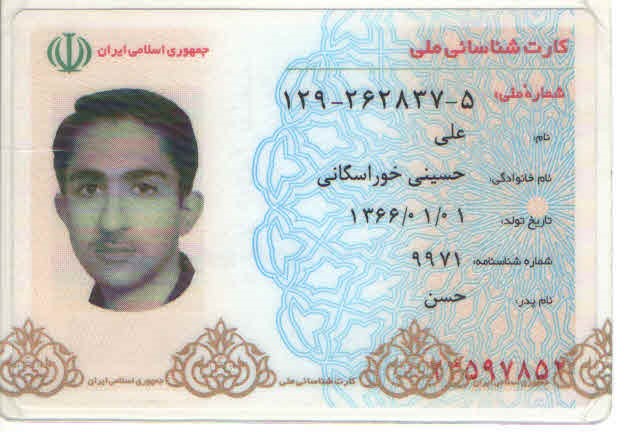 کارت شناسائی ملی
جمهوری اسلامی ایران
شماره ملی: ۱۲۹-۲۶۲۸۳۷-۵
نام: علی
نام خانوادگی: حسینی خوراسگانی
تاریخ تولد: ۱۳۶۶/۰۱/۰۱
شماره شناسنامه: ۹۹۷۱
نام پدر: حسن
جمهوری اسلامی ایران
کارت شناسائی ملی
جمهوری اسلامی ایران